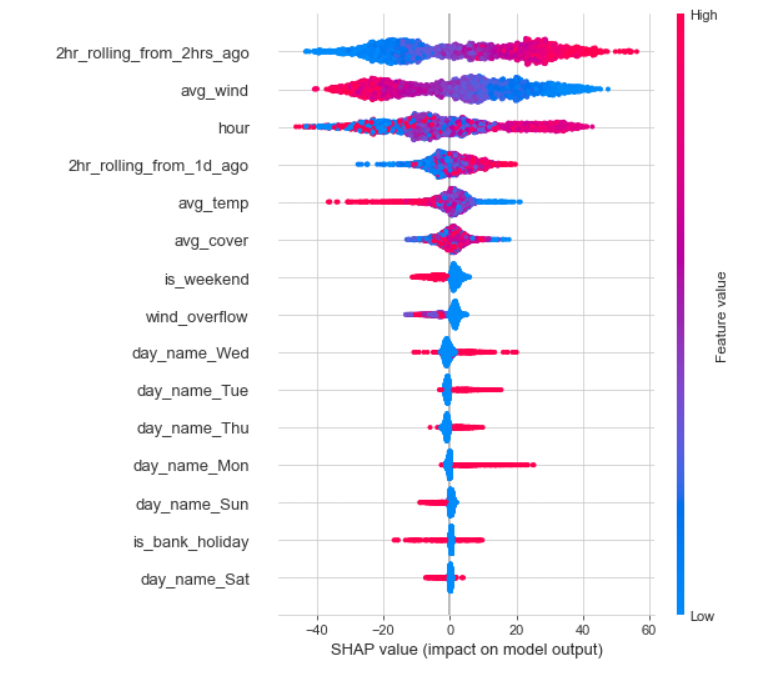 High
2hr_rolling_from_2hrs_ago
avg_wind
hour
2hr_rolling_from_1d_ago
avg_temp
avg_cover
is_weekend
wind_overflow
day_name_Wed
day_name_Tue
day_name_Thu
day_name_Mon
day_name_Sun
is_bank_holiday
day_name_Sat
Feature value
Low
−40 −20 0 20 40 60
SHAP value (impact on model output)